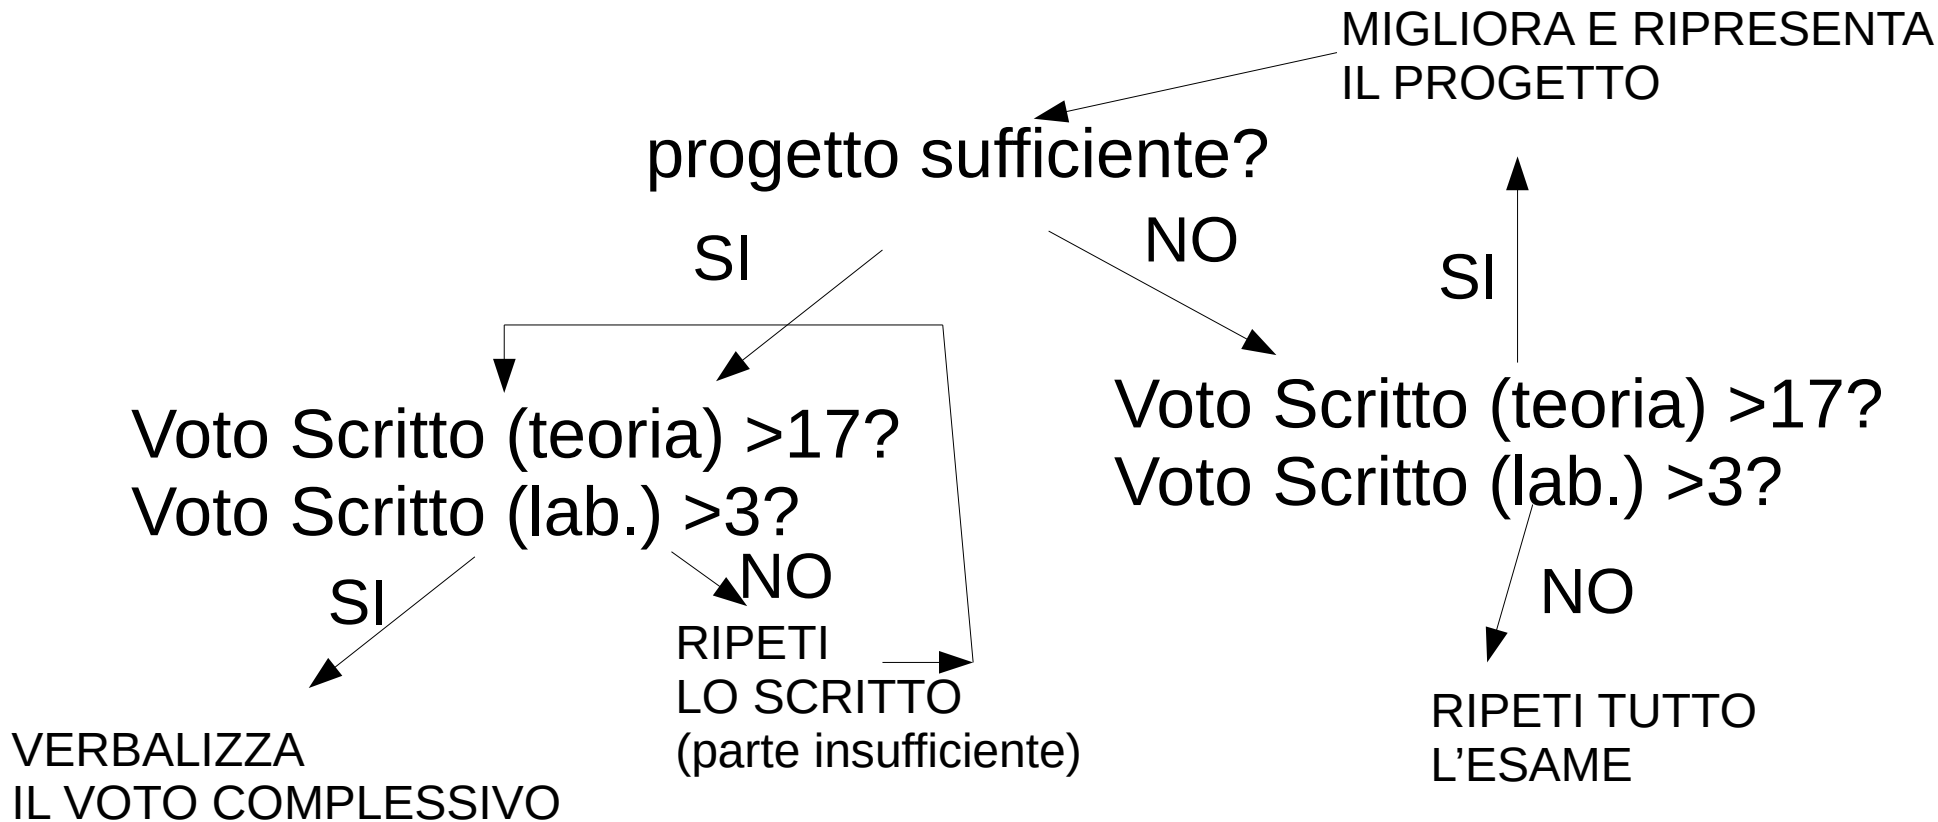 MIGLIORA E RIPRESENTA
IL PROGETTO
progetto sufficiente?
SI
NO
SI
Voto Scritto (teoria) >17?
Voto Scritto (lab.) >3?
Voto Scritto (teoria) >17?
Voto Scritto (lab.) >3?
SI
NO
NO
RIPETI
LO SCRITTO
(parte insufficiente)
RIPETI TUTTO
L’ESAME
VERBALIZZA
IL VOTO COMPLESSIVO